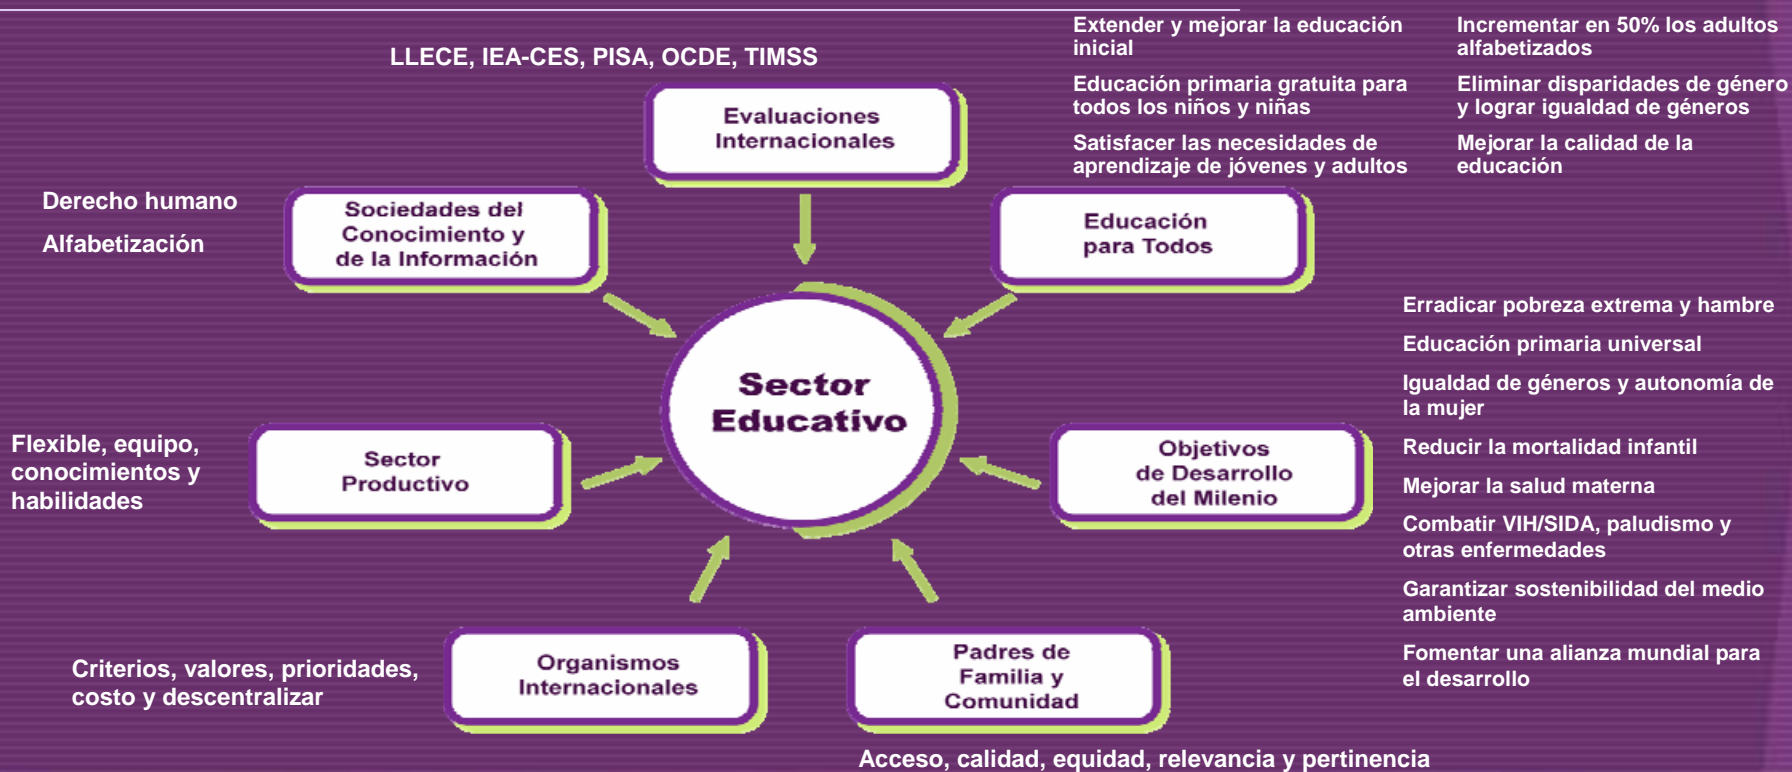 LLECE, IEA-CES, PISA, OCDE, TIMSS
Evaluaciones
Internacionales
Extender y mejorar la educación
inicial
Educación primaria gratuita para
todos los niños y niñas
Satisfacer las necesidades de
aprendizaje de jóvenes y adultos
Incrementar en 50% los adultos
alfabetizados
Eliminar disparidades de género
y lograr igualdad de géneros
Mejorar la calidad de la
educación
Derecho humano
Alfabetización
Sociedades del
Conocimiento y
de la Información
Educación
para Todos
Sector
Educativo
Flexible, equipo,
conocimientos y
habilidades
Sector
Productivo
Objetivos
de Desarrollo
del Milenio
Erradicar pobreza extrema y hambre
Educación primaria universal
Igualdad de géneros y autonomía de
la mujer
Reducir la mortalidad infantil
Mejorar la salud materna
Combatir VIH/SIDA, paludismo y
otras enfermedades
Garantizar sostenibilidad del medio
ambiente
Fomentar una alianza mundial para
el desarrollo
Criterios, valores, prioridades,
costo y descentralizar
Organismos
Internacionales
Padres de
Familia y
Comunidad
Acceso, calidad, equidad, relevancia y pertinencia